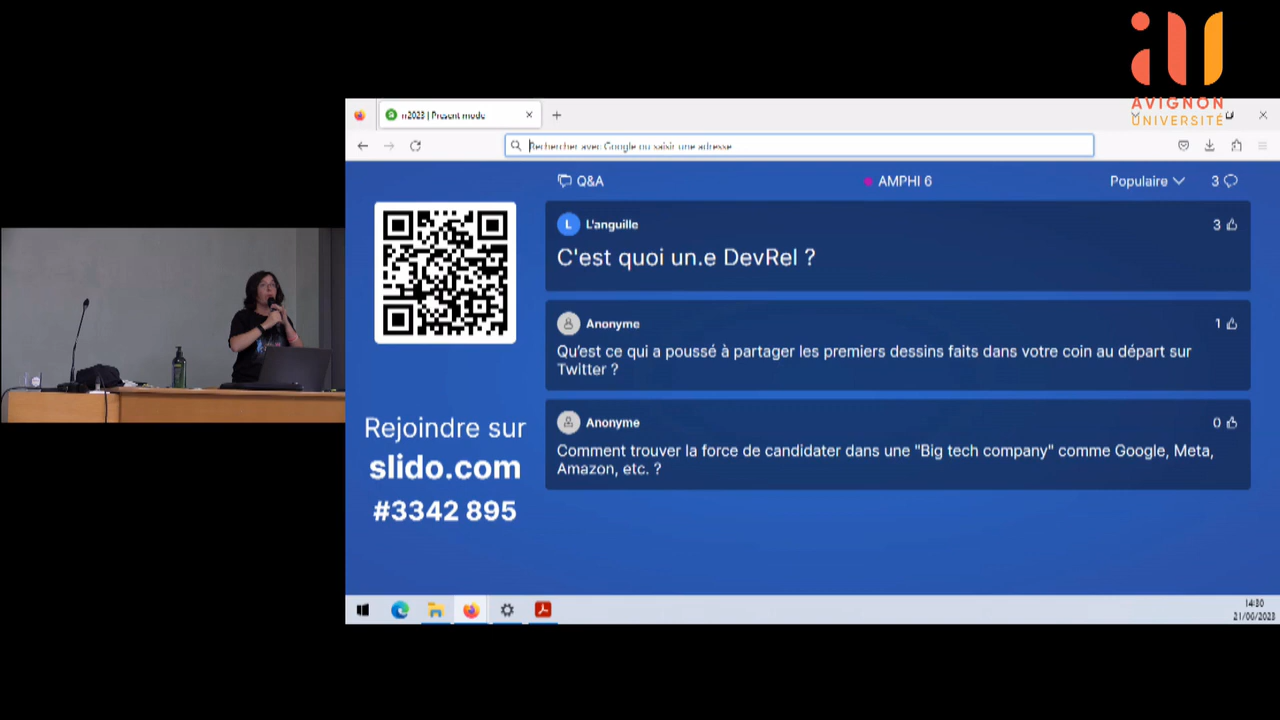 AVIGNON
UNIVERSITÉ
rr2023 | Present mode
Rechercher avec Google ou saisir une adresse
Q&A
AMPHI 6
Populaire
3
L
L'anguille
3
C'est quoi un.e DevRel ?
Anonyme
1
Qu'est ce qui a poussé à partager les premiers dessins faits dans votre coin au départ sur
Twitter ?
Anonyme
0
Comment trouver la force de candidater dans une "Big tech company" comme Google, Meta,
Amazon, etc. ?
Rejoindre sur
slido.com
#3342 895
14:30
21/06/2023